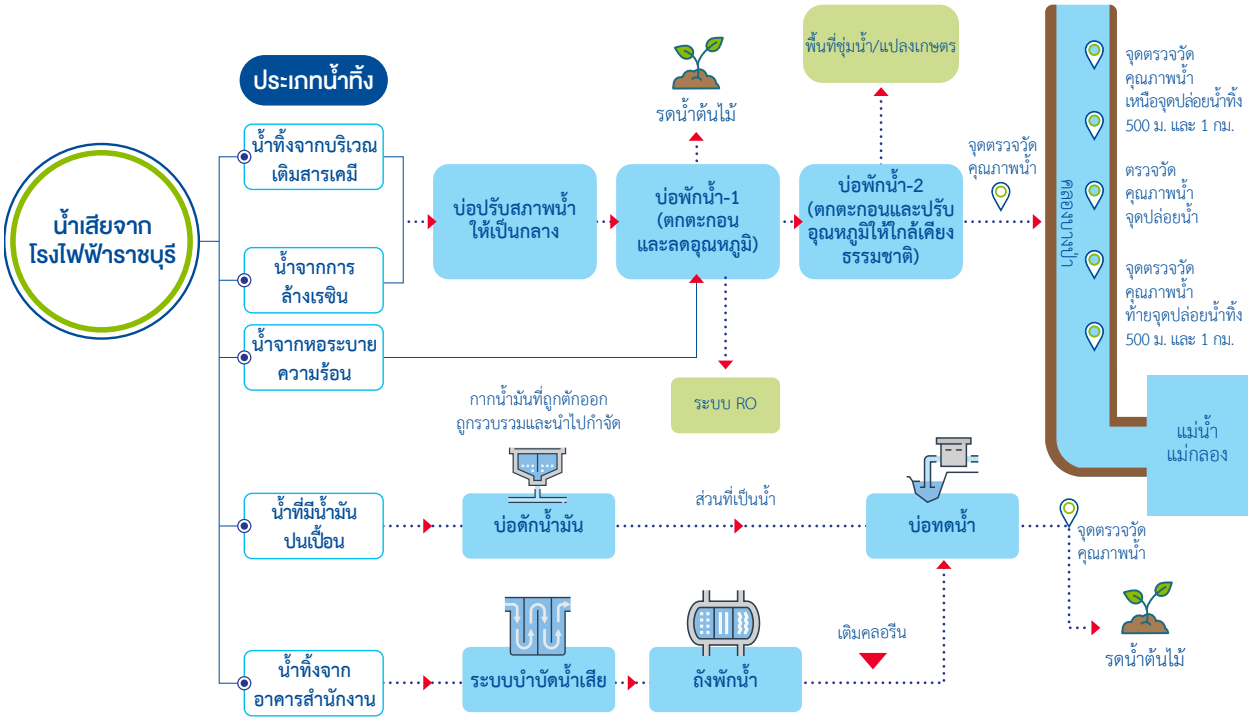 น้ำเสียจาก
โรงไฟฟ้าราชบุรี
ประเภทน้ำทิ้ง
น้ำทิ้งจากบริเวณ
เติมสารเคมี
น้ำจากการ
ล้างเรซิน
น้ำจากหอระบาย
ความร้อน
น้ำที่มีน้ำมัน
ปนเปื้อน
น้ำทิ้งจาก
อาคารสำนักงาน
บ่อปรับสภาพน้ำ
ให้เป็นกลาง
รดน้ำต้นไม้
บ่อพักน้ำ-1
(ตกตะกอน
และลดอุณหภูมิ)
ระบบ RO
พื้นที่ชุ่มน้ำ/แปลงเกษตร
บ่อพักน้ำ-2
(ตกตะกอนและปรับ
อุณหภูมิให้ใกล้เคียง
ธรรมชาติ)
จุดตรวจวัด
คุณภาพน้ำ
คลองบางป่า
จุดตรวจวัด
คุณภาพน้ำ
เหนือจุดปล่อยน้ำทิ้ง
500 ม. และ 1 กม.
ตรวจวัด
คุณภาพน้ำ
จุดปล่อยน้ำ
จุดตรวจวัด
คุณภาพน้ำ
ท้ายจุดปล่อยน้ำทิ้ง
500 ม. และ 1 กม.
แม่น้ำ
แม่กลอง
กากน้ำมันที่ถูกดักออก
ถูกรวบรวมและนำไปกำจัด
บ่อดักน้ำมัน
ส่วนที่เป็นน้ำ
บ่อทดน้ำ
จุดตรวจวัด
คุณภาพน้ำ
รดน้ำต้นไม้
ระบบบำบัดน้ำเสีย
ถังพักน้ำ
เติมคลอรีน